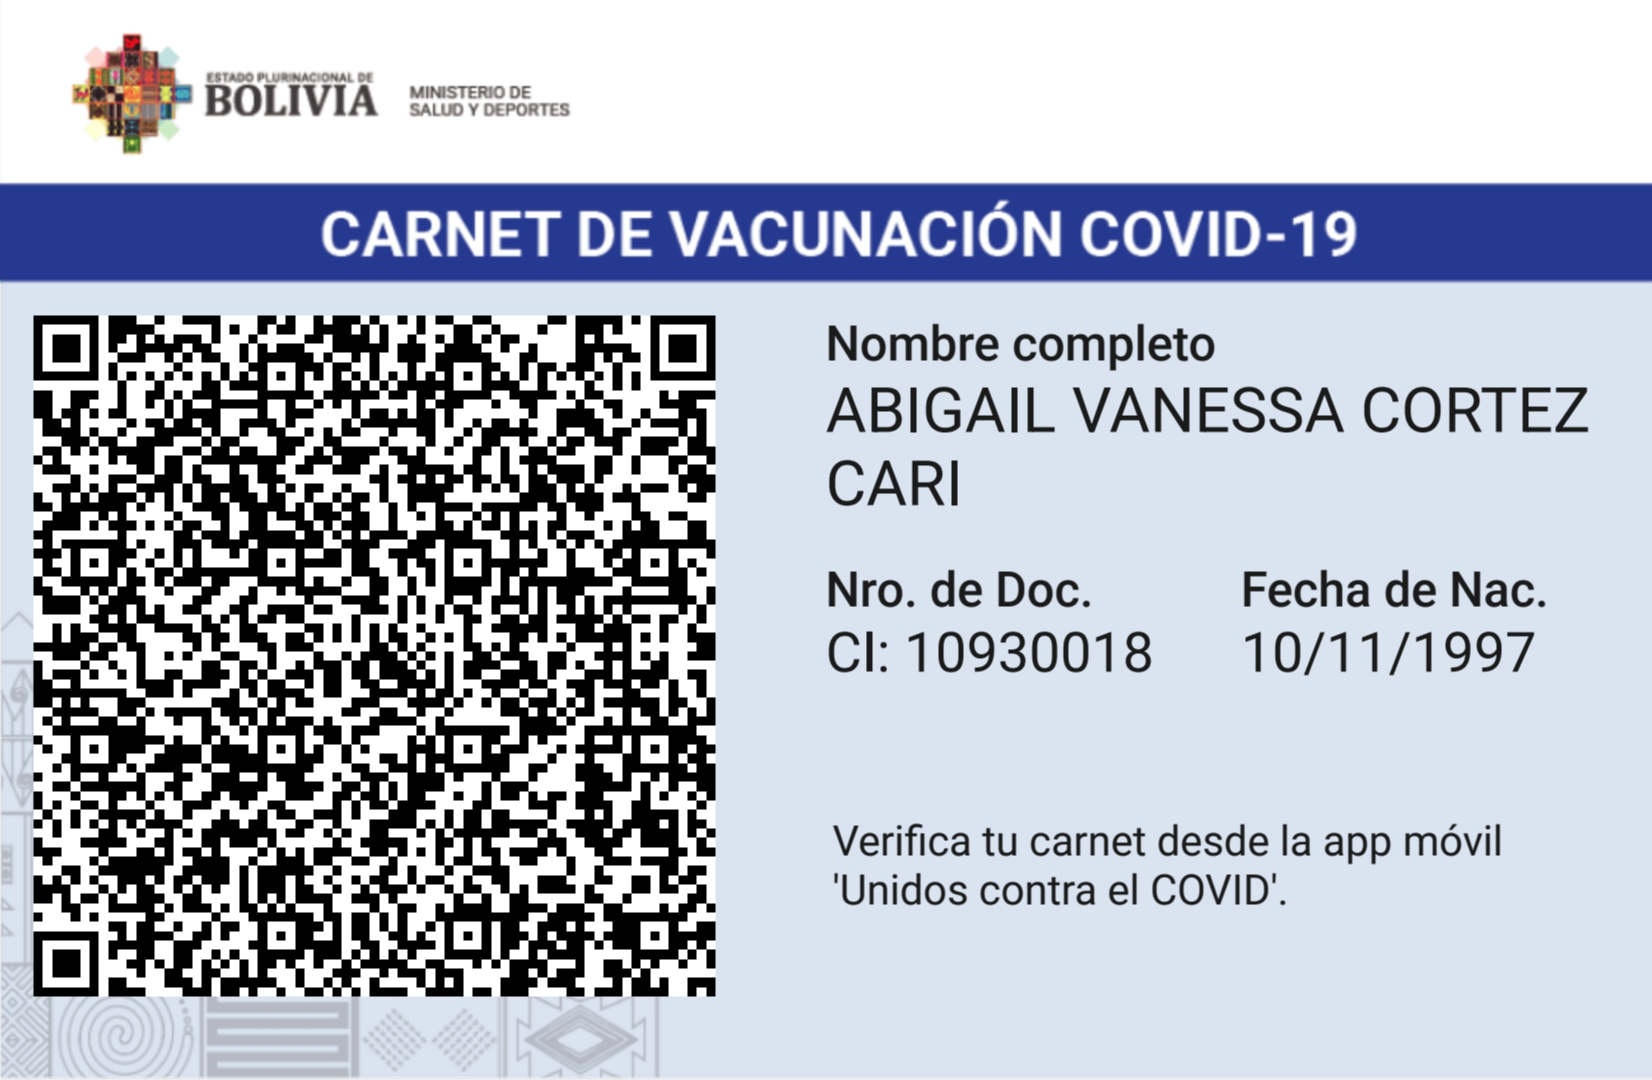 ESTADO PLURINACIONAL DE
BOLIVIA
MINISTERIO DE
SALUD Y DEPORTES
CARNET DE VACUNACIÓN COVID-19
Nombre completo
ABIGAIL VANESSA CORTEZ
CARI
Nro. de Doc. Fecha de Nac.
CI: 10930018 10/11/1997
Verifica tu carnet desde la app móvil
'Unidos contra el COVID'.